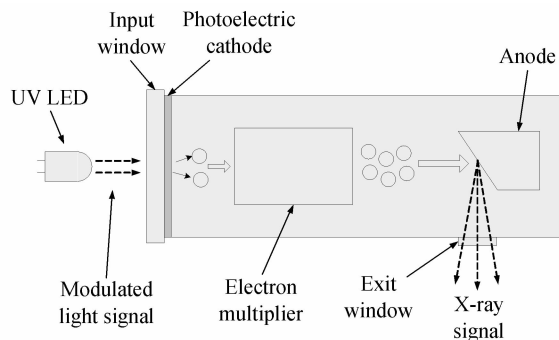 Input
window
Photoelectric
cathode
Anode
UV LED
Modulated
light signal
Electron
multiplier
Exit
window
X-ray
signal